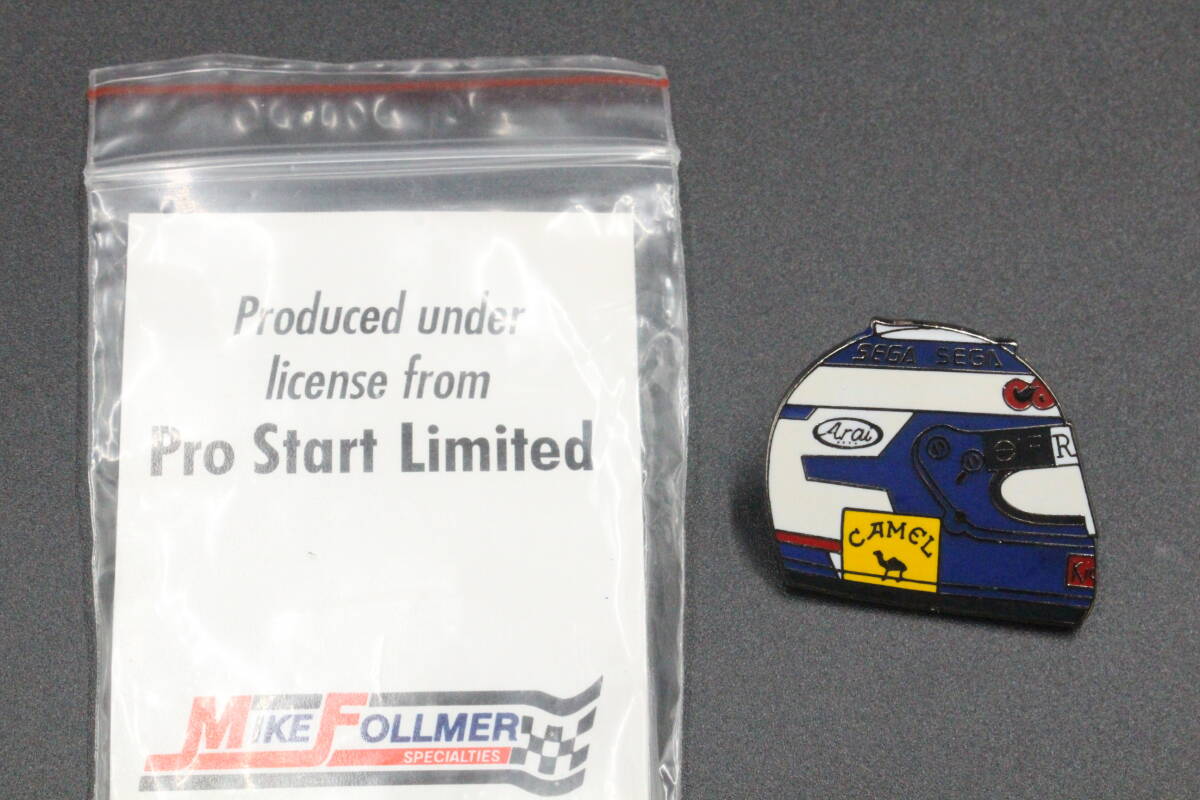 Produced under
license from
Pro Start Limited
MIKE FOLLMER
SPECIALTIES
SEGA SEGA
Arai
R
CAMEL